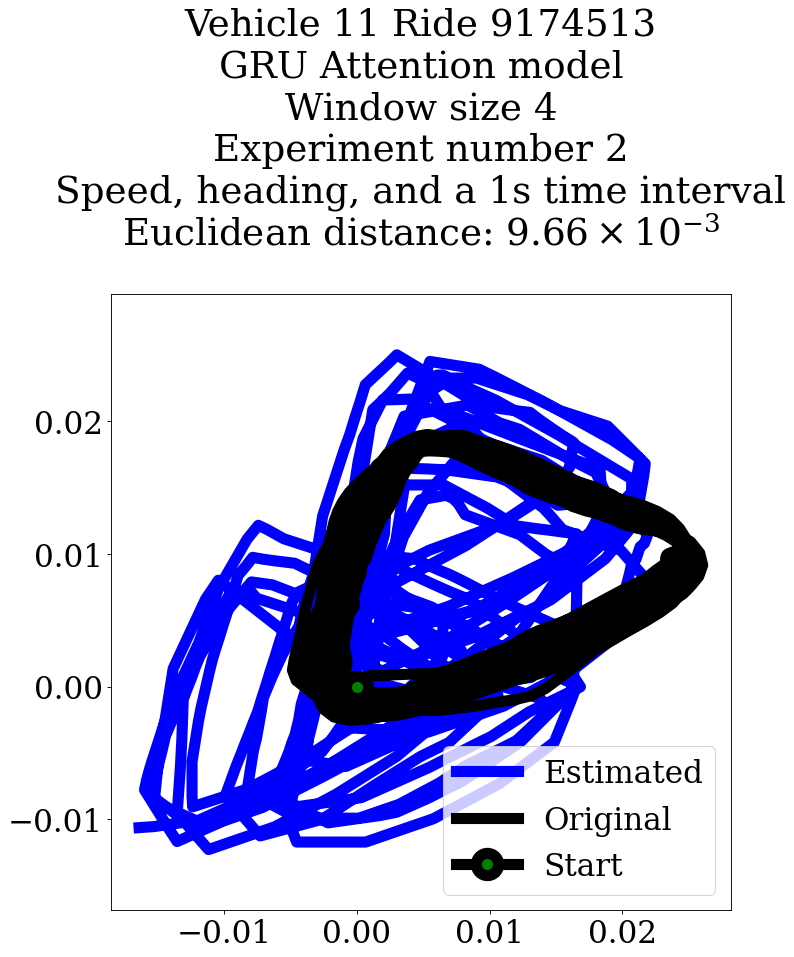 Vehicle 11 Ride 9174513
GRU Attention model
Window size 4
Experiment number 2
Speed, heading, and a 1s time interval
Euclidean distance: 9.66 × 10⁻³
0.02
0.01
0.00
−0.01
Estimated
Original
Start
−0.01 0.00 0.01 0.02